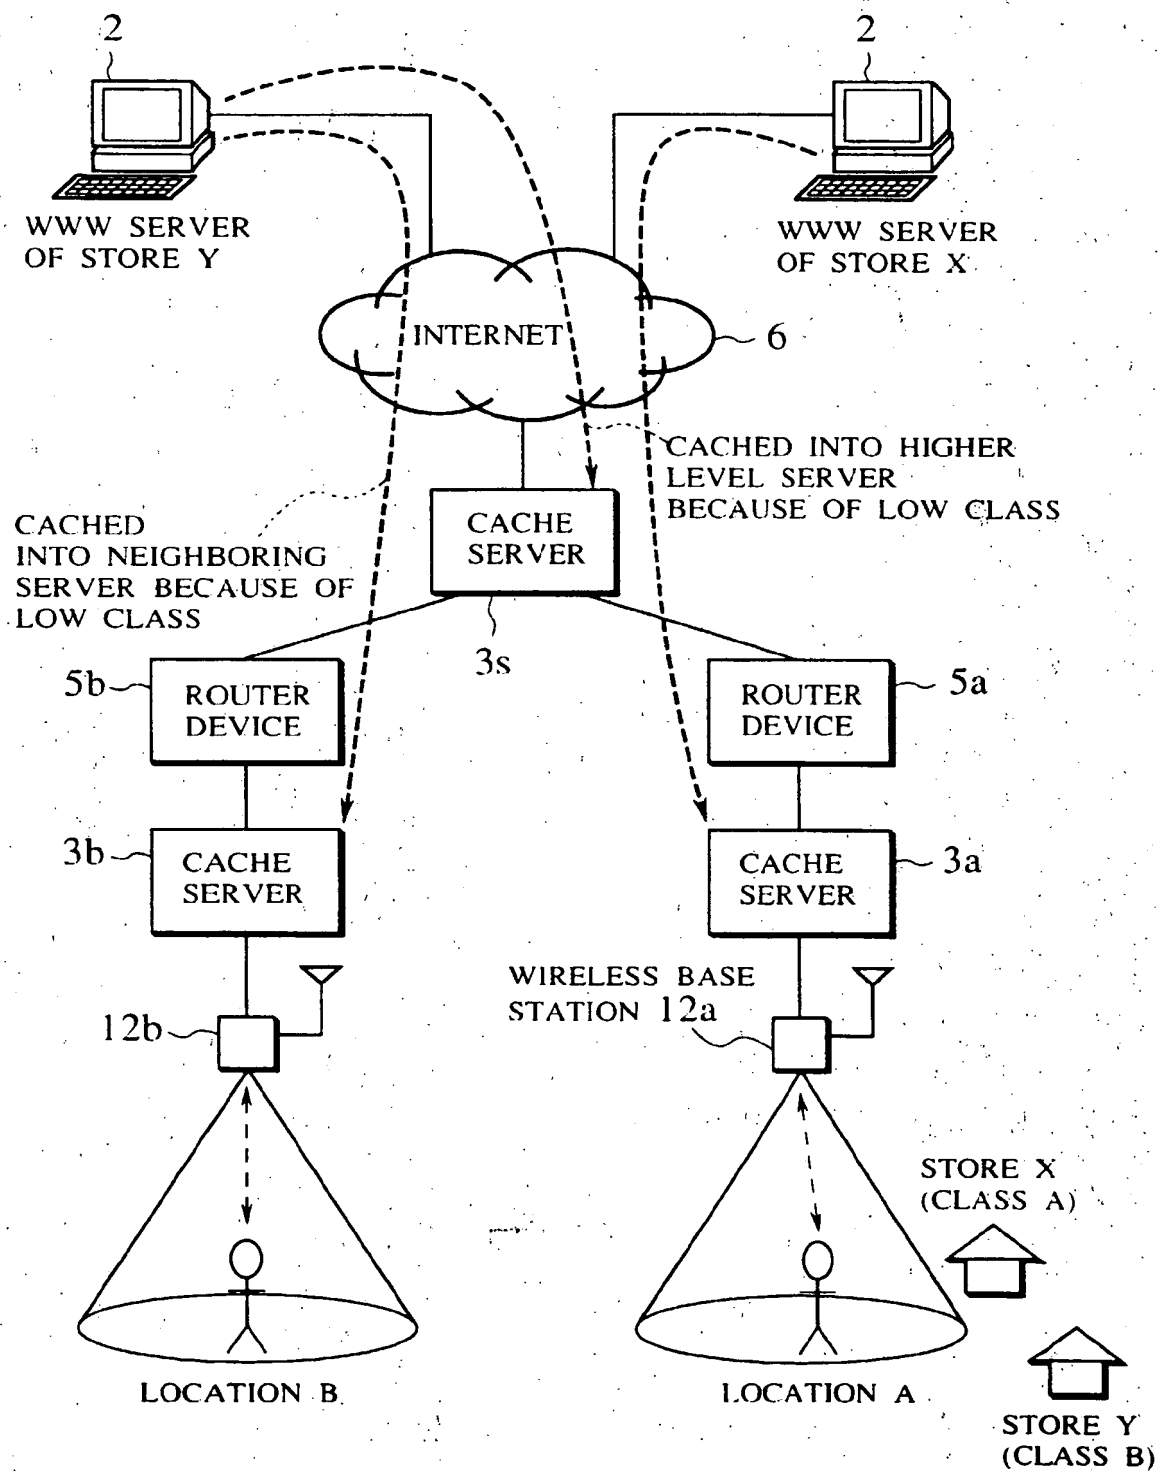 2
2
WWW SERVER
OF STORE Y
WWW SERVER
OF STORE X
INTERNET
6
CACHED INTO HIGHER
LEVEL SERVER
BECAUSE OF LOW CLASS
CACHED
INTO NEIGHBORING
SERVER BECAUSE OF
LOW CLASS
CACHE
SERVER
3s
5b
ROUTER
DEVICE
ROUTER
DEVICE
5a
3b
CACHE
SERVER
CACHE
SERVER
3a
WIRELESS BASE
STATION 12a
12b
STORE X
(CLASS A)
LOCATION B
LOCATION A
STORE Y
(CLASS B)